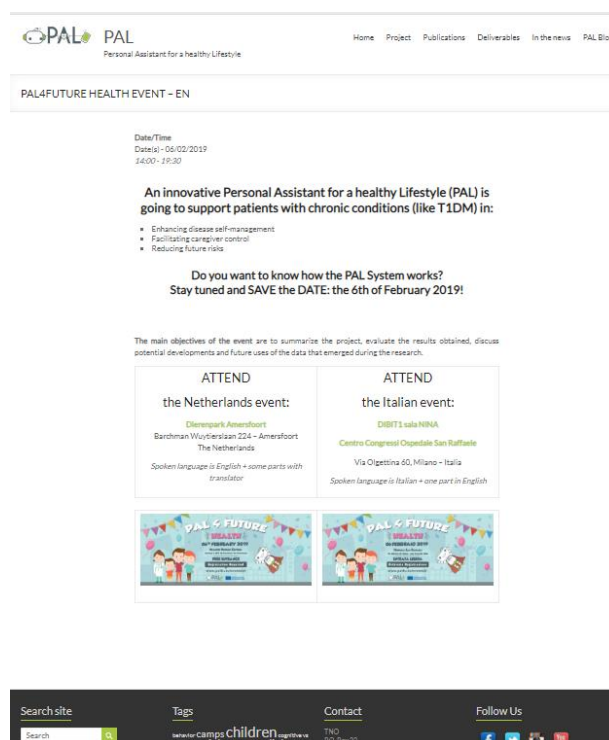 PAL
PAL
Personal Assistant for a healthy Lifestyle
Home Project Publications Deliverables In the news PAL Blo
PAL4FUTURE HEALTH EVENT – EN
Date/Time
Date(s) - 06/02/2019
14:00 - 19:30
An innovative Personal Assistant for a healthy Lifestyle (PAL) is
going to support patients with chronic conditions (like T1DM) in:
Enhancing disease self-management
Facilitating caregiver control
Reducing future risks
Do you want to know how the PAL System works?
Stay tuned and SAVE the DATE: the 6th of February 2019!
The main objectives of the event are to summarize the project, evaluate the results obtained, discuss
potential developments and future uses of the data that emerged during the research.
ATTEND
the Netherlands event:
Dierenpark Amersfoort
Barchman Wuytierslaan 224 – Amersfoort
The Netherlands
Spoken language is English + some parts with
translator
ATTEND
the Italian event:
DIBIT1 sala NINA
Centro Congressi Ospedale San Raffaele
Via Olgettina 60, Milano – Italia
Spoken language is Italian + one part in English
PAL 4 FUTURE
HEALTH
06TH FEBRUARY 2019
PAL 4 FUTURE
HEALTH
06 FEBRUARY 2019
Search site
Search
Tags
behavior camps children cognitive
Contact
TNO
Follow Us